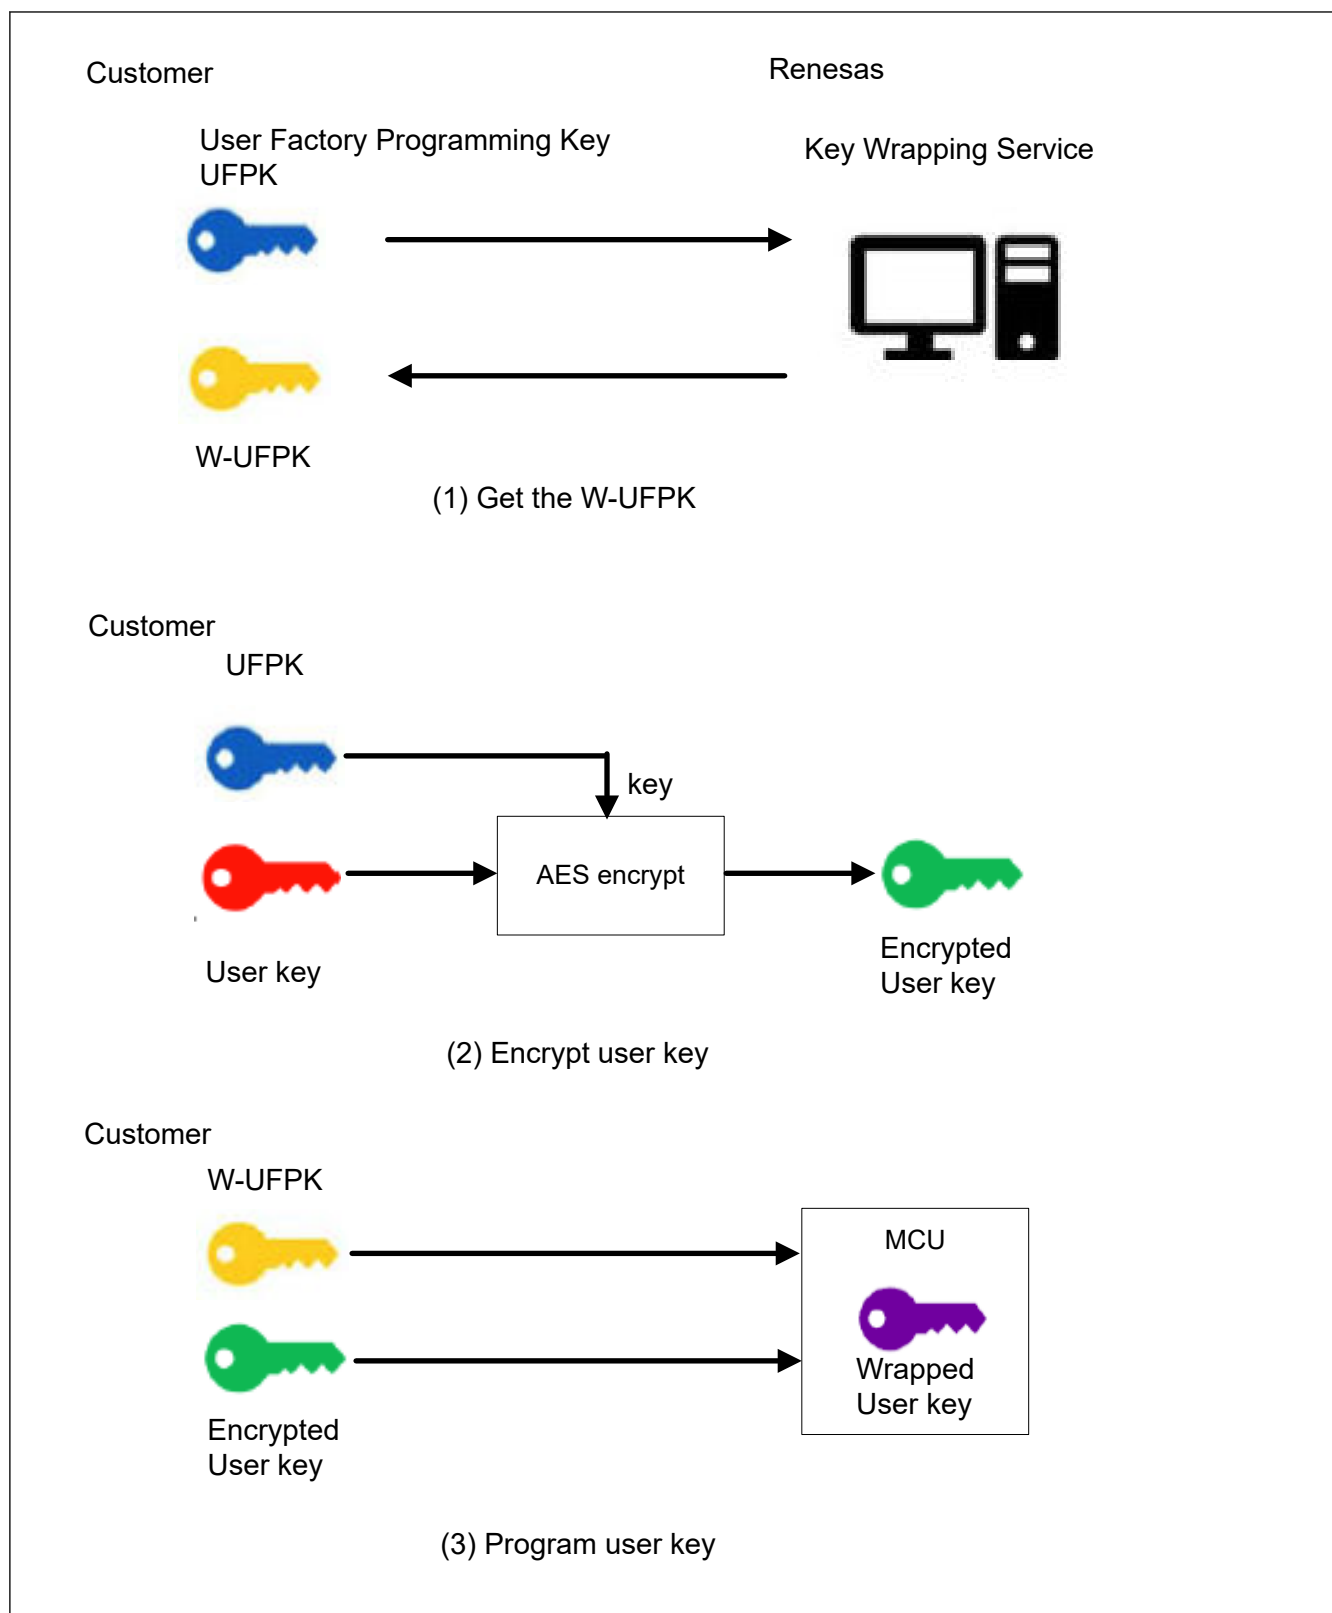 Customer
Renesas
User Factory Programming Key
UFPK
Key Wrapping Service
W-UFPK
(1) Get the W-UFPK
Customer
UFPK
key
AES encrypt
User key
Encrypted
User key
(2) Encrypt user key
Customer
W-UFPK
MCU
Wrapped
User key
Encrypted
User key
(3) Program user key